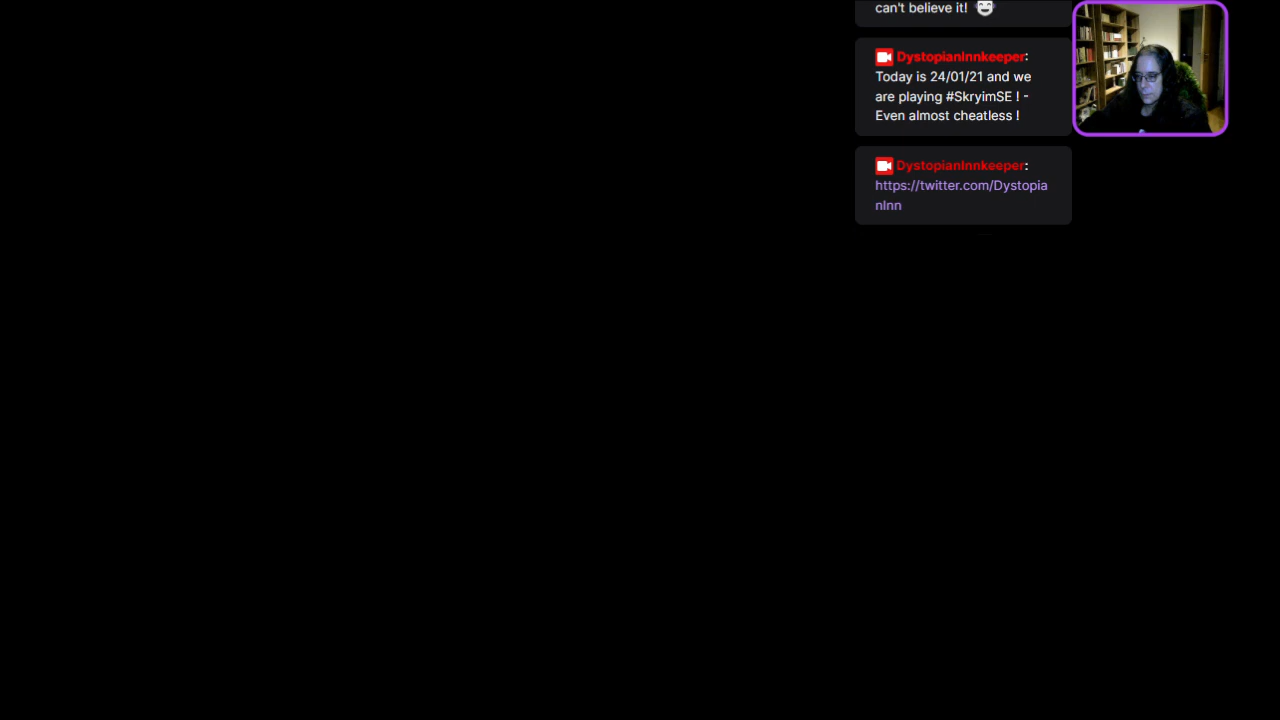 can't believe it!
DystopianInnkeeper:
Today is 24/01/21 and we
are playing #SkryimSE ! -
Even almost cheatless !
DystopianInnkeeper:
https://twitter.com/Dystopia
nInn